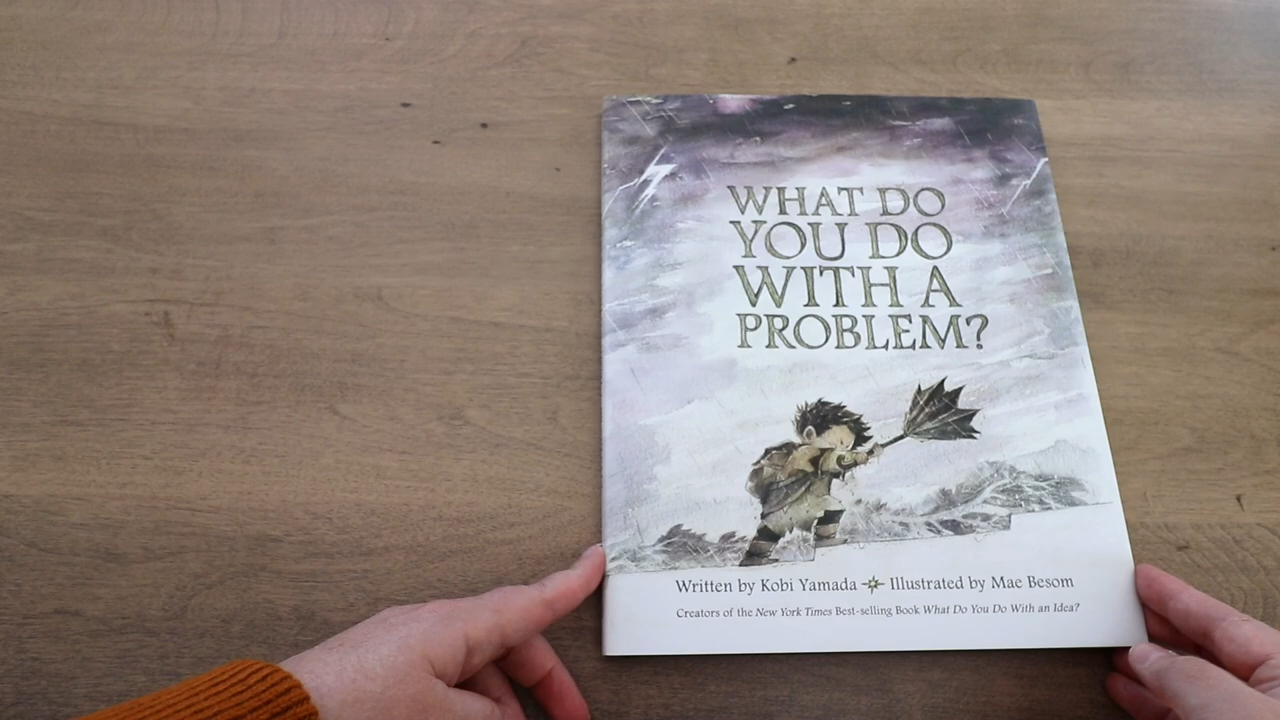 WHAT DO
YOU DO
WITH A
PROBLEM?
Written by Kobi Yamada Illustrated by Mae Besom
Creators of the New York Times Best-selling Book What Do You Do With an Idea?